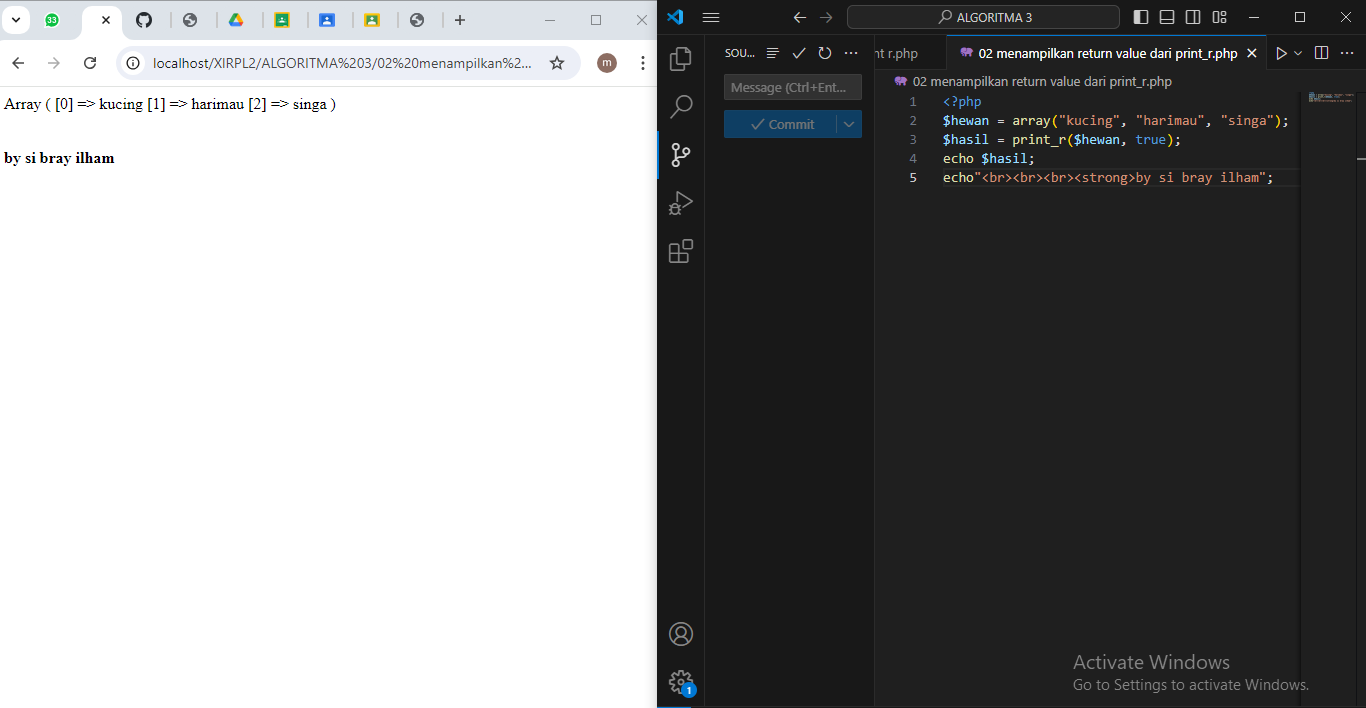 33
localhost/XIRPL2/ALGORITMA%203/02%20menampilkan%2...
m
Array ( [0] => kucing [1] => harimau [2] => singa )
by si bray ilham
ALGORITMA 3
SOU...
nt r.php
02 menampilkan return value dari print_r.php
Message (Ctrl+Ent...
Commit
02 menampilkan return value dari print_r.php
1 <?php
2 $hewan = array("kucing", "harimau", "singa");
3 $hasil = print_r($hewan, true);
4 echo $hasil;
5 echo"<br><br><br><strong>by si bray ilham";
1
Activate Windows
Go to Settings to activate Windows.